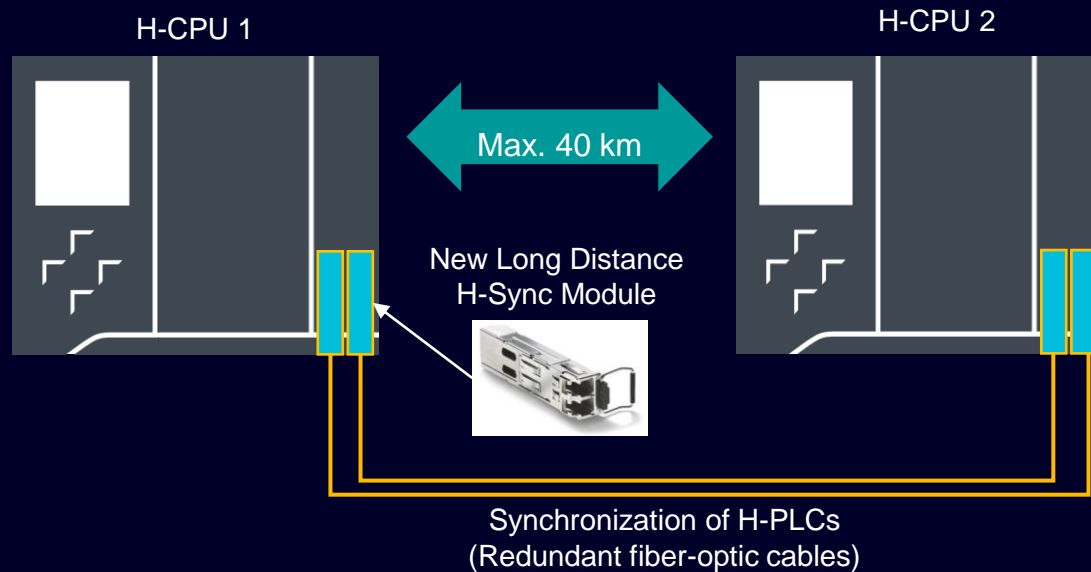 H-CPU 1
H-CPU 2
Max. 40 km
New Long Distance
H-Sync Module
Synchronization of H-PLCs
(Redundant fiber-optic cables)